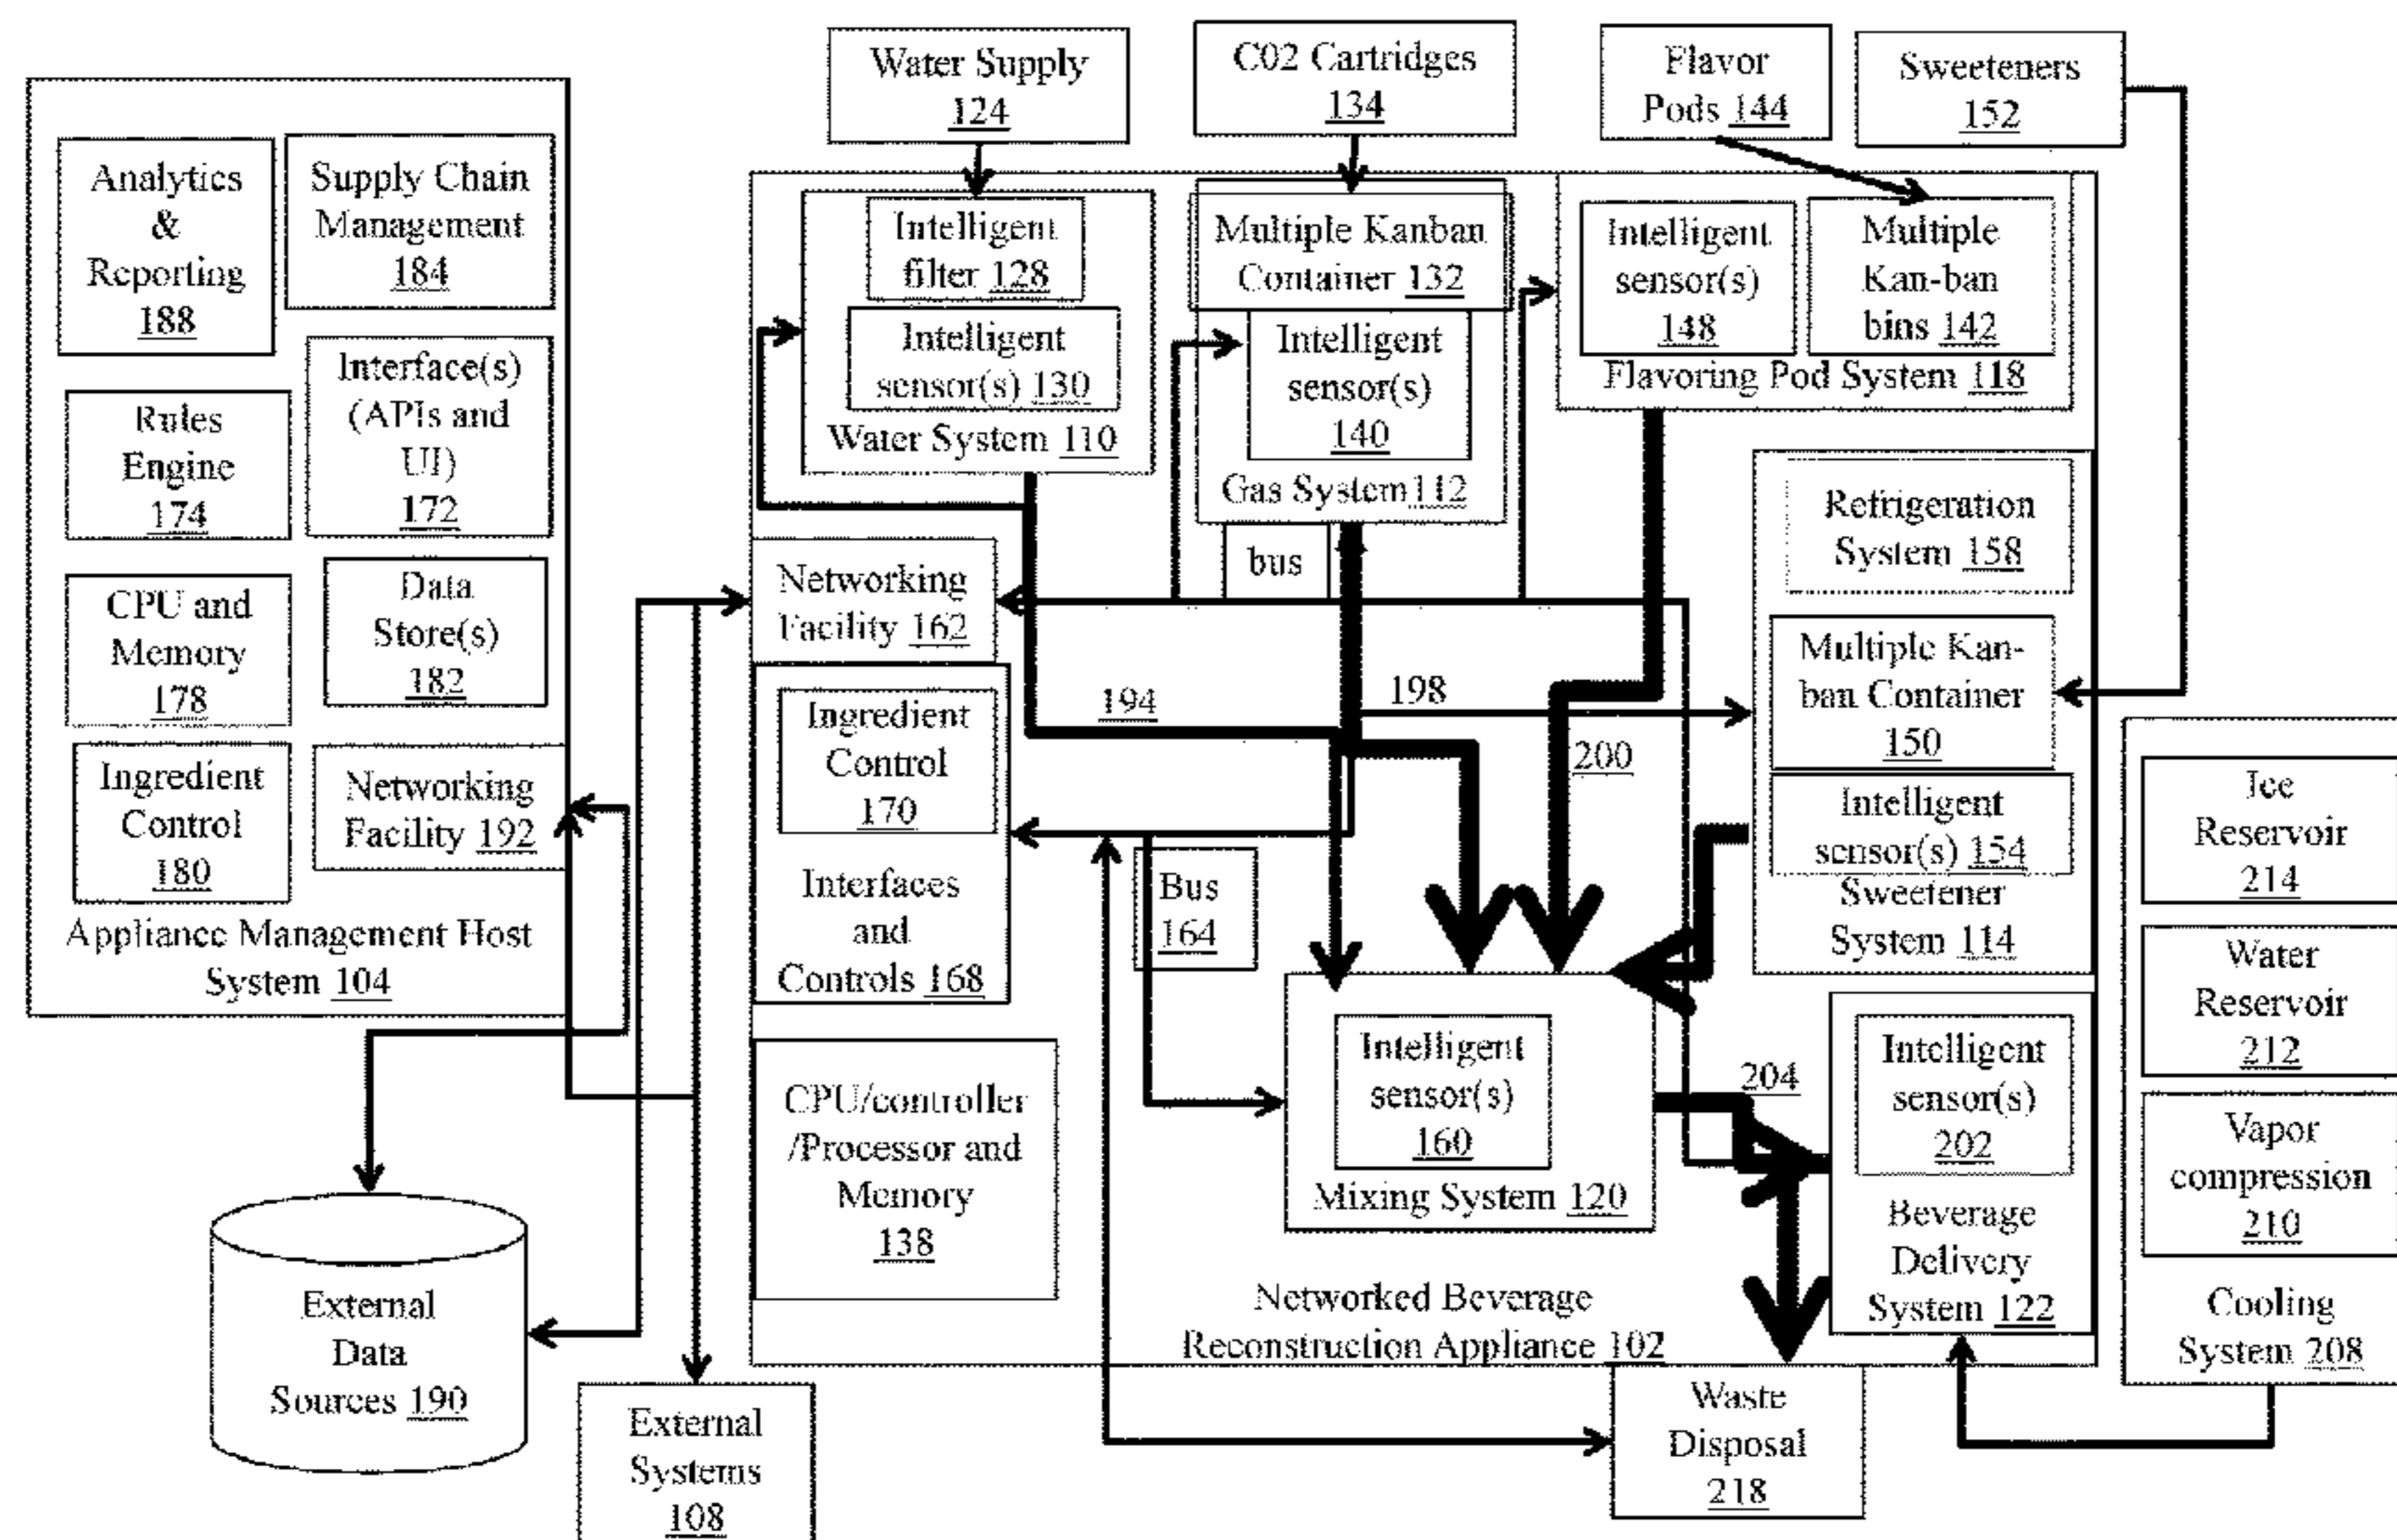 Water Supply
124
C02 Cartridges
134
Flavor
Pods 144
Sweeteners
152
Analytics
&
Reporting
188
Supply Chain
Management
184
Rules
Engine
174
Interface(s)
(APIs and
UI)
172
CPU and
Memory
178
Data
Store(s)
182
Ingredient
Control
180
Networking
Facility 192
Appliance Management Host
System 104
Intelligent
filter 128
Intelligent
sensor(s) 130
Water System 110
Multiple Kanban
Container 132
Intelligent
sensor(s)
140
Gas System 112
Intelligent
sensor(s)
148
Multiple
Kan-ban
bins 142
Flavoring Pod System 118
bus
Networking
Facility 162
Refrigeration
System 158
Multiple Kan-
ban Container
150
Intelligent
sensor(s) 154
Sweetener
System 114
194
198
200
Ingredient
Control
170
Interfaces
and
Controls 168
Bus
164
Ice
Reservoir
214
Water
Reservoir
212
Vapor
compression
210
Cooling
System 208
CPU/controller
/Processor and
Memory
138
Intelligent
sensor(s)
160
Mixing System 120
204
Intelligent
sensor(s)
202
Beverage
Delivery
System 122
Networked Beverage
Reconstruction Appliance 102
External
Data
Sources 190
External
Systems
108
Waste
Disposal
218